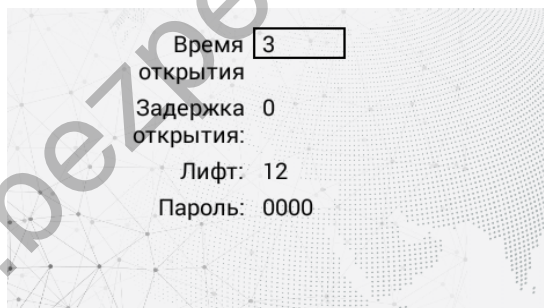 Время 3
открытия
Задержка 0
открытия:
Лифт: 12
Пароль: 0000